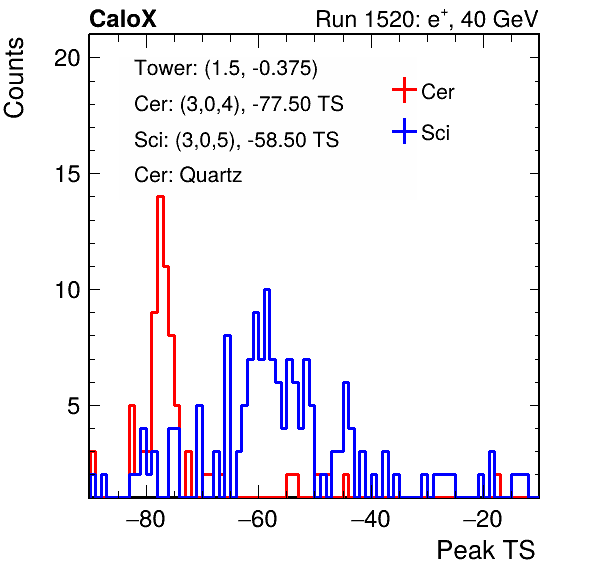 CaloX Run 1520: e⁺, 40 GeV
Counts
20
15
10
5
Tower: (1.5, -0.375)
Cer: (3,0,4), -77.50 TS
Sci: (3,0,5), -58.50 TS
Cer: Quartz
Cer
Sci
−80 −60 −40 −20
Peak TS